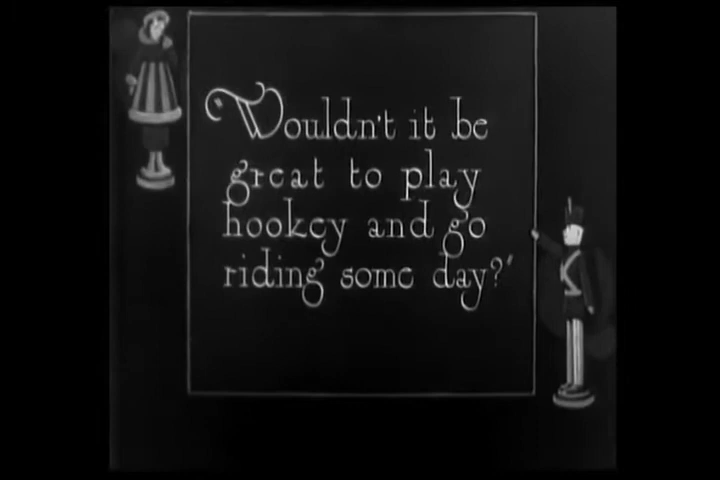 "Wouldn't it be
great to play
hookey and go
riding some day?"